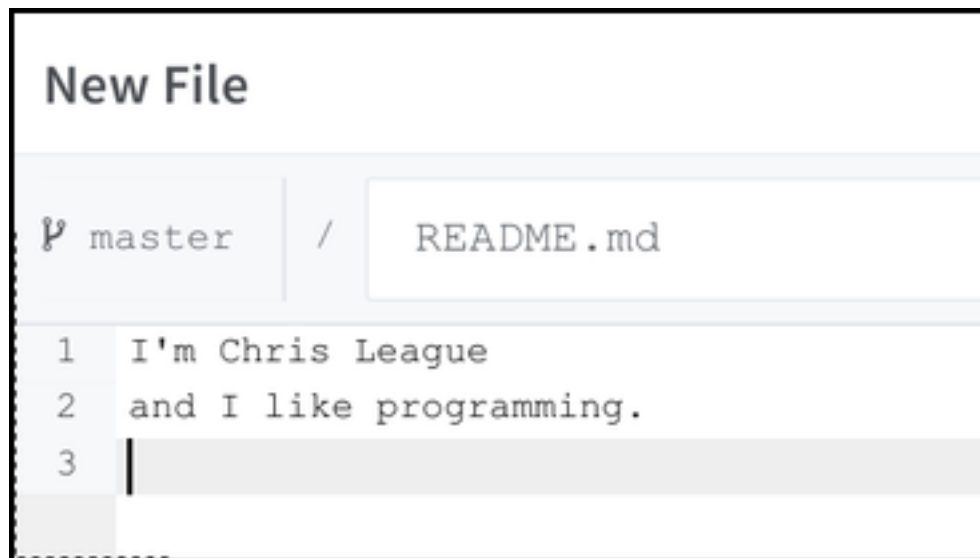 New File
master / README.md
1 I'm Chris League
2 and I like programming.
3